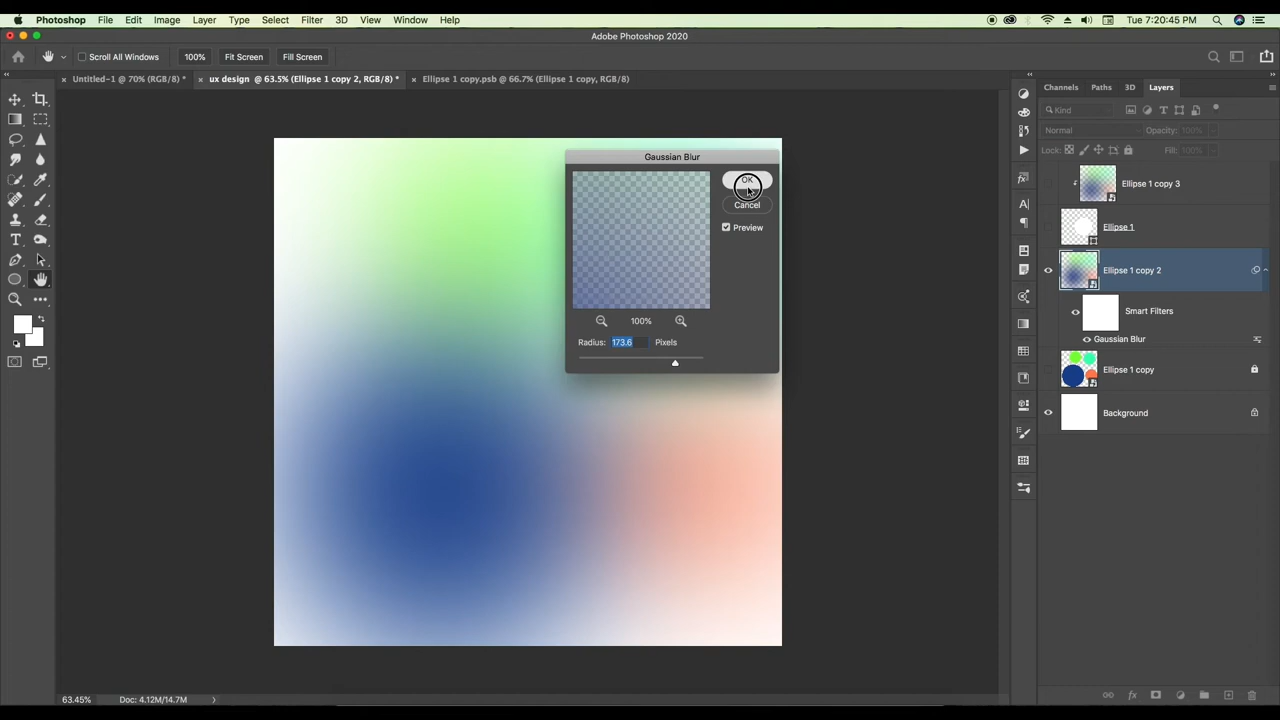 Photoshop File Edit Image Layer Type Select Filter 3D View Window Help Tue 7:20:45 PM
Adobe Photoshop 2020
Scroll All Windows 100% Fit Screen Fill Screen
Untitled-1 @ 70% (RGB/8) * ux design @ 63.5% (Ellipse 1 copy 2, RGB/8) * Ellipse 1 copy.psb @ 66.7% (Ellipse 1 copy, RGB/8)
Channels Paths 3D Layers
Kind
Normal Opacity: 100%
Lock: Fill: 100%
Gaussian Blur
OK
Cancel
Preview
100%
Radius: 173.6 Pixels
Ellipse 1 copy 3
Ellipse 1
Ellipse 1 copy 2
Smart Filters
Gaussian Blur
Ellipse 1 copy
Background
63.45% Doc: 4.12M/14.7M